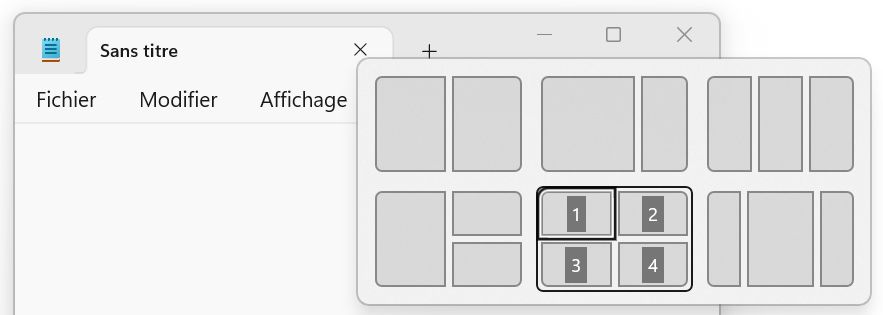 Sans titre
Fichier Modifier Affichage
1 2
3 4